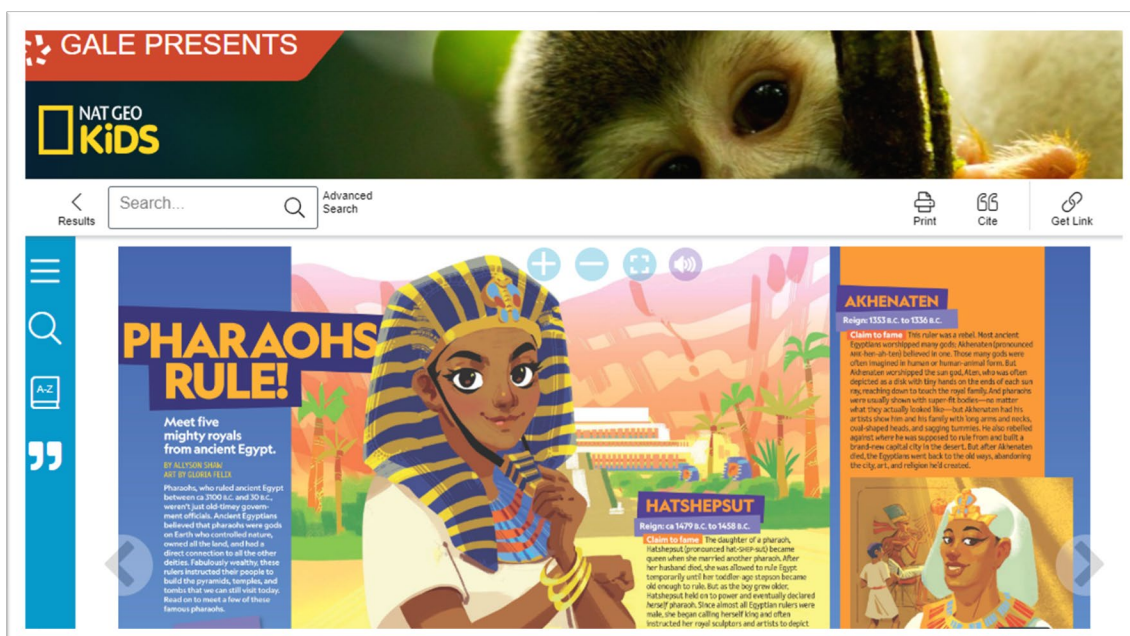 GALE PRESENTS
NAT GEO
KiDS
Results
Search...
Advanced
Search
Print
Cite
Get Link
A-Z
PHARAOHS
RULE!
Meet five
mighty royals
from ancient Egypt.
BY ALLYSON SHAW
ART BY GLORIA FELIX
Pharaohs, who ruled ancient Egypt
between ca 3100 B.C. and 30 B.C.,
weren't just old-timey govern-
ment officials. Ancient Egyptians
believed that pharaohs were gods
on Earth who controlled nature,
owned all the land, and had a
direct connection to all the other
deities. Fabulously wealthy, these
rulers instructed their people to
build the pyramids, temples, and
tombs that we can still visit today.
Read on to meet a few of these
famous pharaohs.
HATSHEPSUT
Reign: ca 1479 B.C. to 1458 B.C.
Claim to fame The daughter of a pharaoh,
Hatshepsut (pronounced hat-SHEP-sut) became
queen when she married another pharaoh. After
her husband died, she was allowed to rule Egypt
temporarily until her toddler-age stepson became
old enough to rule. But as the boy grew older,
Hatshepsut held on to power and eventually declared
herself pharaoh. Since almost all Egyptian rulers were
male, she began calling herself king and often
instructed her royal sculptors and artists to depict
AKHENATEN
Reign: 1353 B.C. to 1336 B.C.
Claim to fame This ruler was a rebel. Most ancient
Egyptians worshipped many gods; Akhenaten (pronounced
AHK-hen-ah-ten) believed in one. Those many gods were
often imagined in human or human-animal form. But
Akhenaten worshipped the sun god, Aten, who was often
depicted as a disk with tiny hands on the ends of each sun
ray, reaching down to touch the royal family. And pharaohs
were usually shown with super-fit bodies—no matter
what they actually looked like—but Akhenaten had his
artists show him and his family with long arms and necks,
oval-shaped heads, and sagging tummies. He also rebelled
against where he was supposed to rule from and built a
brand-new capital city in the desert. But after Akhenaten
died, the Egyptians went back to the old ways, abandoning
the city, art, and religion he'd created.